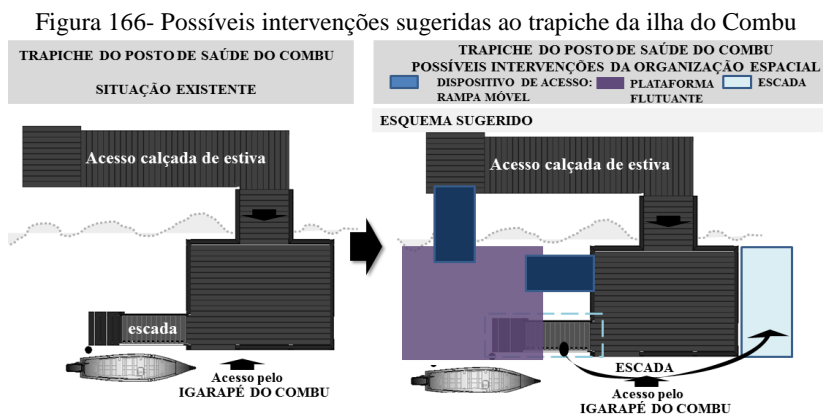 Figura 166- Possíveis intervenções sugeridas ao trapiche da ilha do Combu
TRAPICHE DO POSTO DE SAÚDE DO COMBU
SITUAÇÃO EXISTENTE
Acesso calçada de estiva
escada
Acesso pelo
IGARAPÉ DO COMBU
TRAPICHE DO POSTO DE SAÚDE DO COMBU
POSSÍVEIS INTERVENÇÕES DA ORGANIZAÇÃO ESPACIAL
DISPOSITIVO DE ACESSO:
RAMPA MÓVEL
PLATAFORMA
FLUTUANTE
ESCADA
ESQUEMA SUGERIDO
Acesso calçada de estiva
ESCADA
Acesso pelo
IGARAPÉ DO COMBU